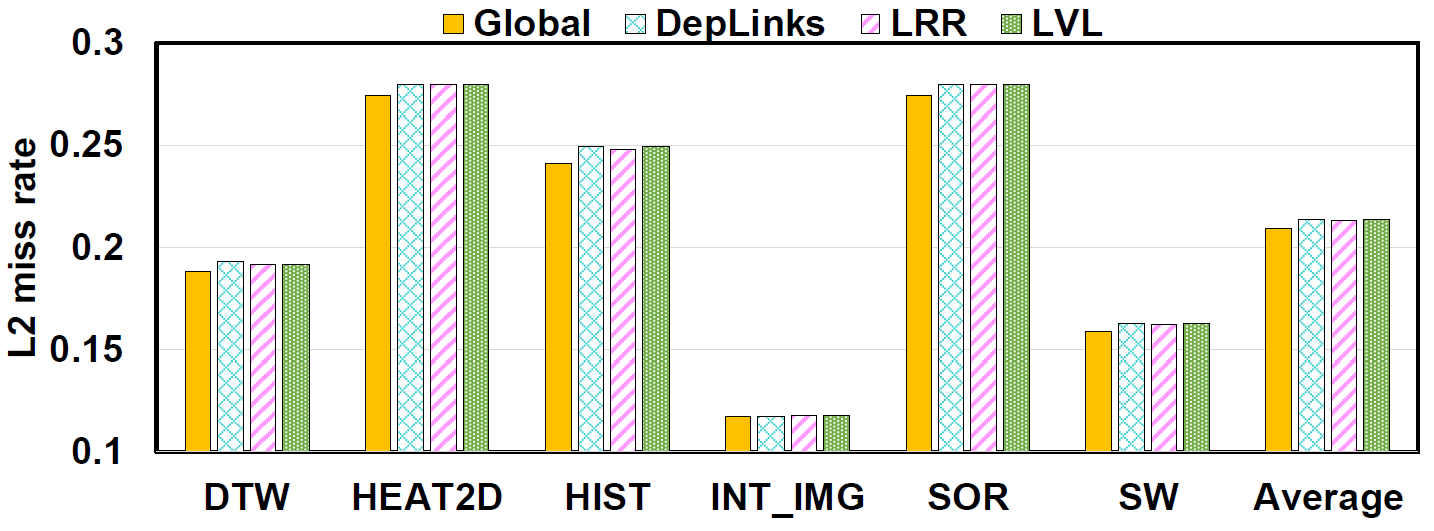 Global DepLinks LRR LVL
L2 miss rate
0.3
0.25
0.2
0.15
0.1
DTW HEAT2D HIST INT_IMG SOR SW Average